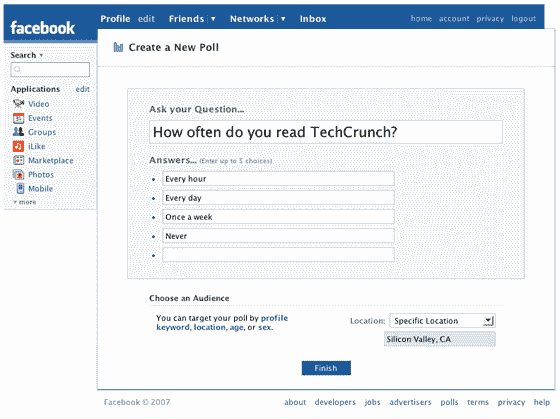 facebook
Profile edit Friends Networks Inbox home account privacy logout
Search
Applications edit
Video
Events
Groups
iLike
Marketplace
Photos
Mobile
more
Create a New Poll
Ask your Question...
How often do you read TechCrunch?
Answers... (Enter up to 5 choices)
Every hour
Every day
Once a week
Never
Choose an Audience
You can target your poll by profile
keyword, location, age, or sex.
Location: Specific Location
Silicon Valley, CA
Finish
Facebook © 2007 about developers jobs advertisers polls terms privacy help